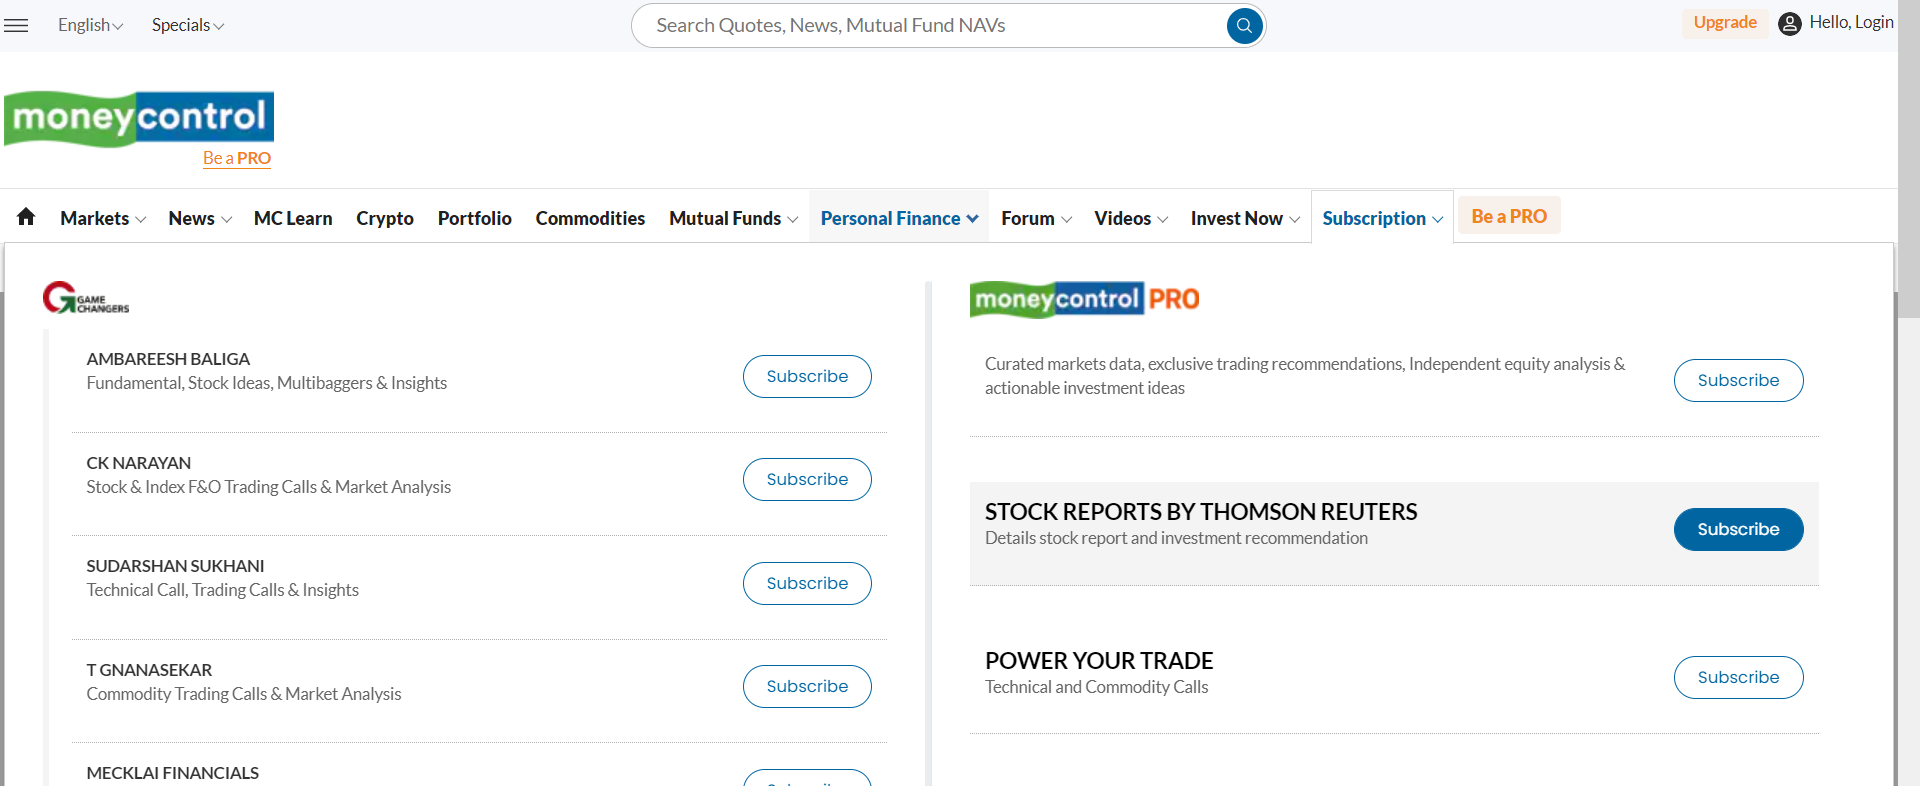 English
Specials
Search Quotes, News, Mutual Fund NAVs
Upgrade
Hello, Login
moneycontrol
Be a PRO
Markets
News
MC Learn
Crypto
Portfolio
Commodities
Mutual Funds
Personal Finance
Forum
Videos
Invest Now
Subscription
Be a PRO
GAME
CHANGERS
AMBAREESH BALIGA
Fundamental, Stock Ideas, Multibaggers & Insights
Subscribe
CK NARAYAN
Stock & Index F&O Trading Calls & Market Analysis
Subscribe
SUDARSHAN SUKHANI
Technical Call, Trading Calls & Insights
Subscribe
T GNANASEKAR
Commodity Trading Calls & Market Analysis
Subscribe
MECKLAI FINANCIALS
moneycontrol PRO
Curated markets data, exclusive trading recommendations, Independent equity analysis &
actionable investment ideas
Subscribe
STOCK REPORTS BY THOMSON REUTERS
Details stock report and investment recommendation
Subscribe
POWER YOUR TRADE
Technical and Commodity Calls
Subscribe